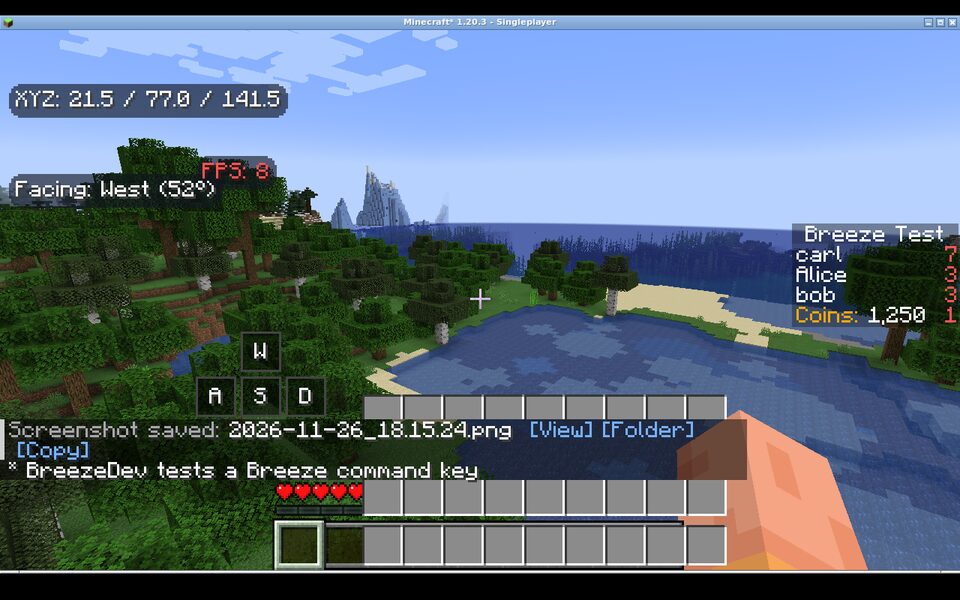 Minecraft* 1.20.3 - Singleplayer
XYZ: 21.5 / 77.0 / 141.5
FPS: 8
Facing: West (52°)
Breeze Test
carl 7
Alice 3
bob 3
Coins: 1,250 1
W
A S D
Screenshot saved: 2026-11-26_18.15.24.png [View] [Folder]
[Copy]
* BreezeDev tests a Breeze command key